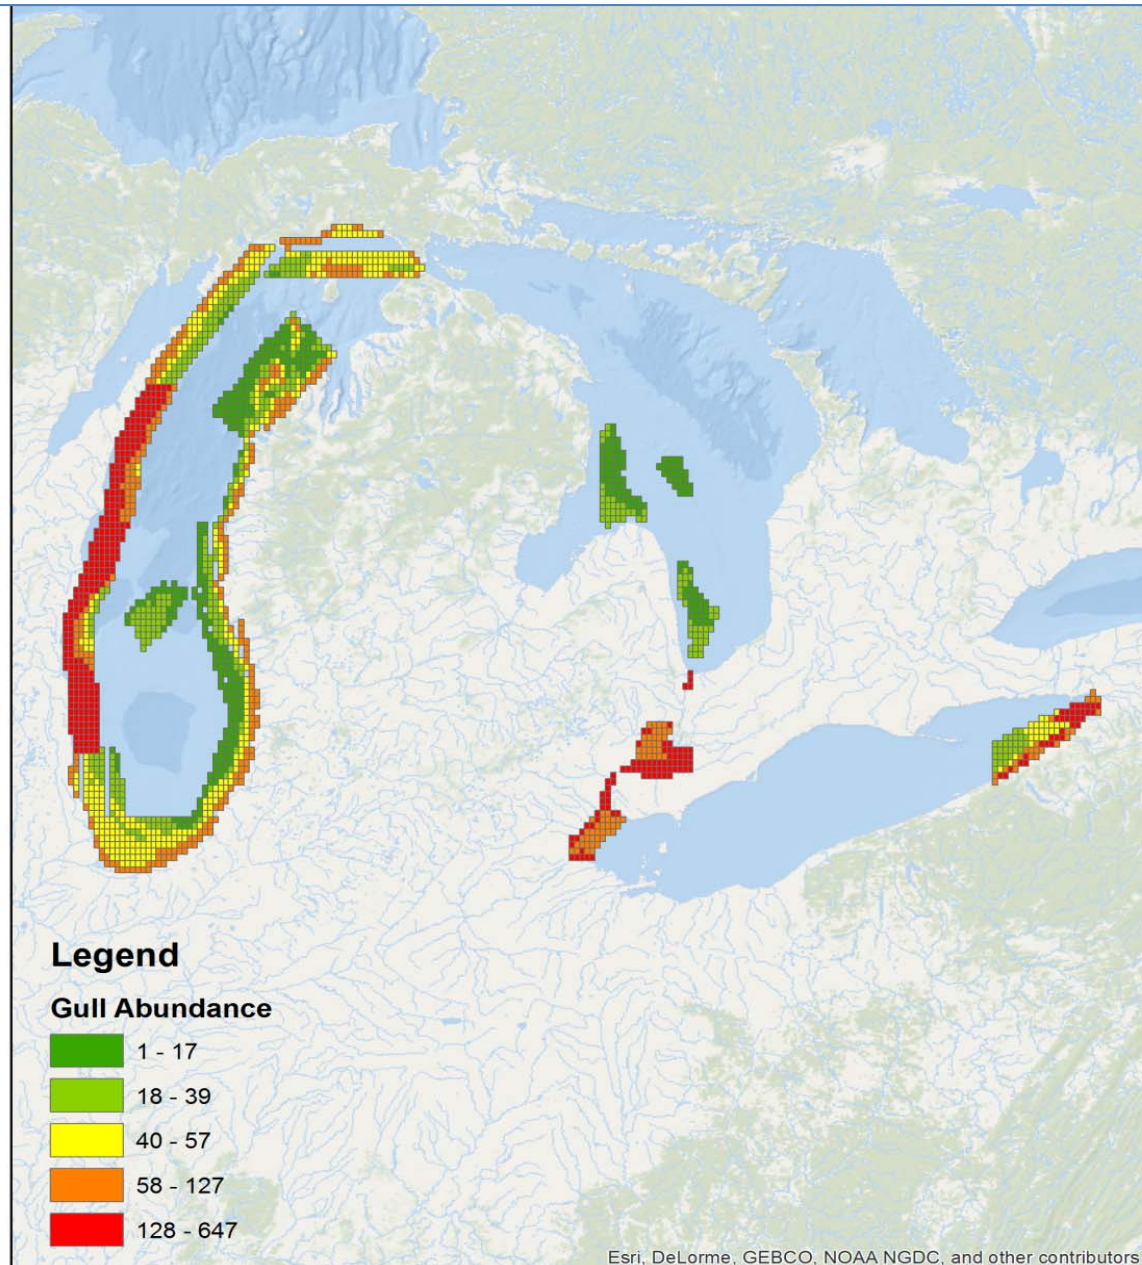 Legend
Gull Abundance
1 - 17
18 - 39
40 - 57
58 - 127
128 - 647
Esri, DeLorme, GEBCO, NOAA NGDC, and other contributors